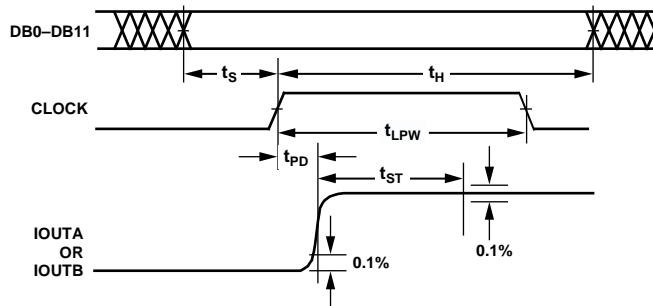 DB0–DB11
tS
tH
CLOCK
tLPW
tPD
tST
IOUTA
OR
IOUTB
0.1%
0.1%